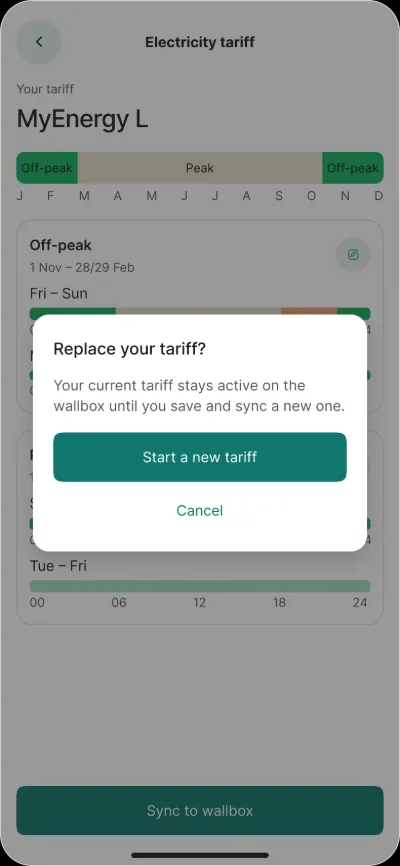 Electricity tariff
Your tariff
MyEnergy L
Off-peak Peak Off-peak
J F M A M J J A S O N D
Off-peak
1 Nov – 28/29 Feb
Fri – Sun
Replace your tariff?
Your current tariff stays active on the
wallbox until you save and sync a new one.
Start a new tariff
Cancel
Tue – Fri
00 06 12 18 24
Sync to wallbox